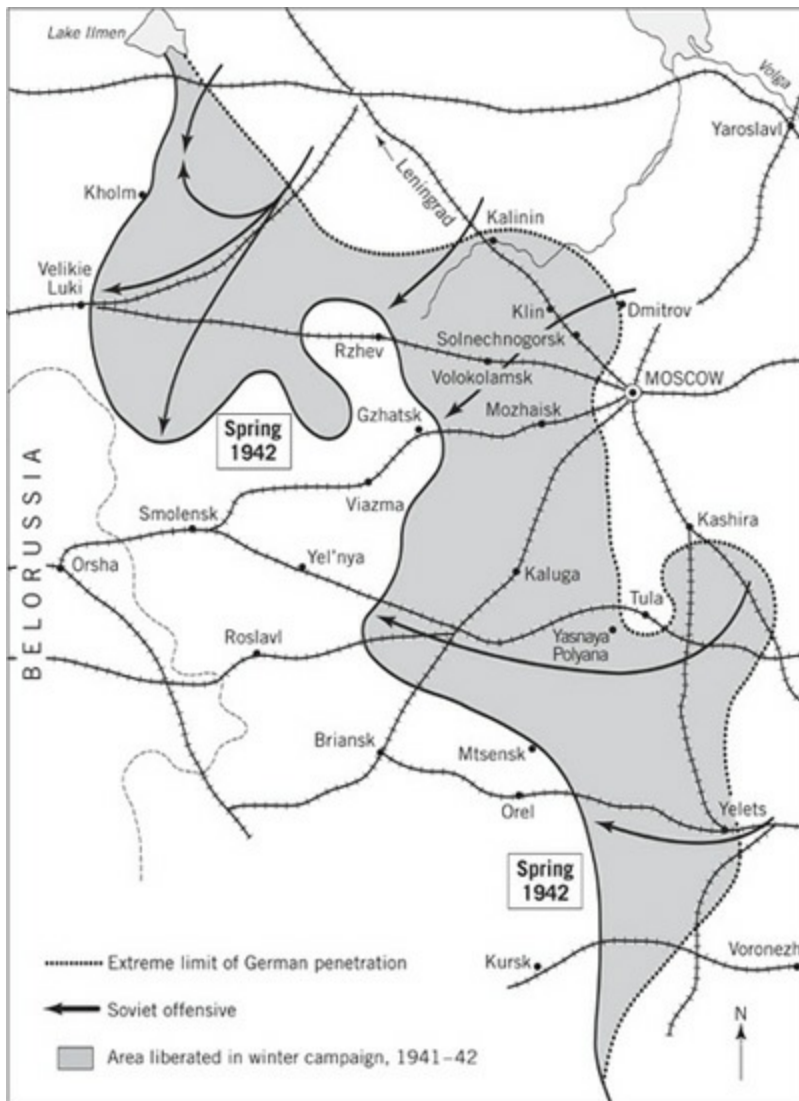 Lake Ilmen
Volga
Yaroslavl
Leningrad
Kholm
Kalinin
Velikie
Luki
Klin
Dmitrov
Solnechnogorsk
Rzhev
Volokolamsk
MOSCOW
Gzhatsk
Mozhaisk
Spring
1942
BELORUSSIA
Viazma
Smolensk
Kashira
Orsha
Yel'nya
Kaluga
Tula
Roslavl
Yasnaya
Polyana
Briansk
Mtsensk
Orel
Yelets
Spring
1942
Extreme limit of German penetration
Kursk
Voronezh
Soviet offensive
N
Area liberated in winter campaign, 1941–42